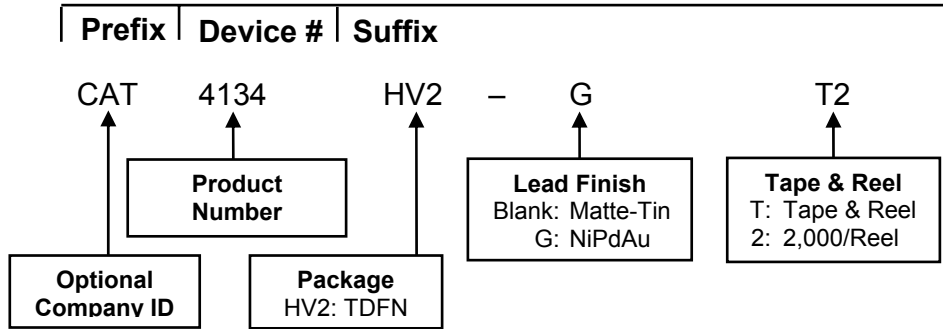 Prefix Device # Suffix
CAT 4134 HV2 – G T2
Product
Number
Lead Finish
Blank: Matte-Tin
G: NiPdAu
Tape & Reel
T: Tape & Reel
2: 2,000/Reel
Optional
Company ID
Package
HV2: TDFN